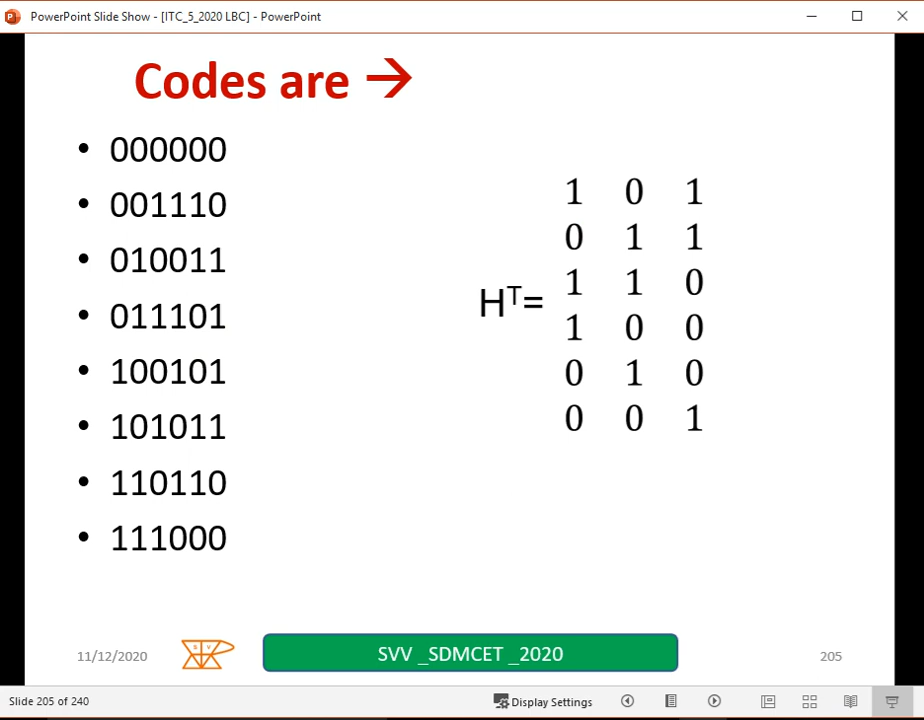 PowerPoint Slide Show - [ITC_5_2020 LBC] - PowerPoint
Codes are →
• 000000
• 001110
• 010011
• 011101
• 100101
• 101011
• 110110
• 111000
1 0 1
0 1 1
1 1 0
Hᵀ=
1 0 0
0 1 0
0 0 1
11/12/2020
S V
SVV _SDMCET _2020
205
Slide 205 of 240
Display Settings